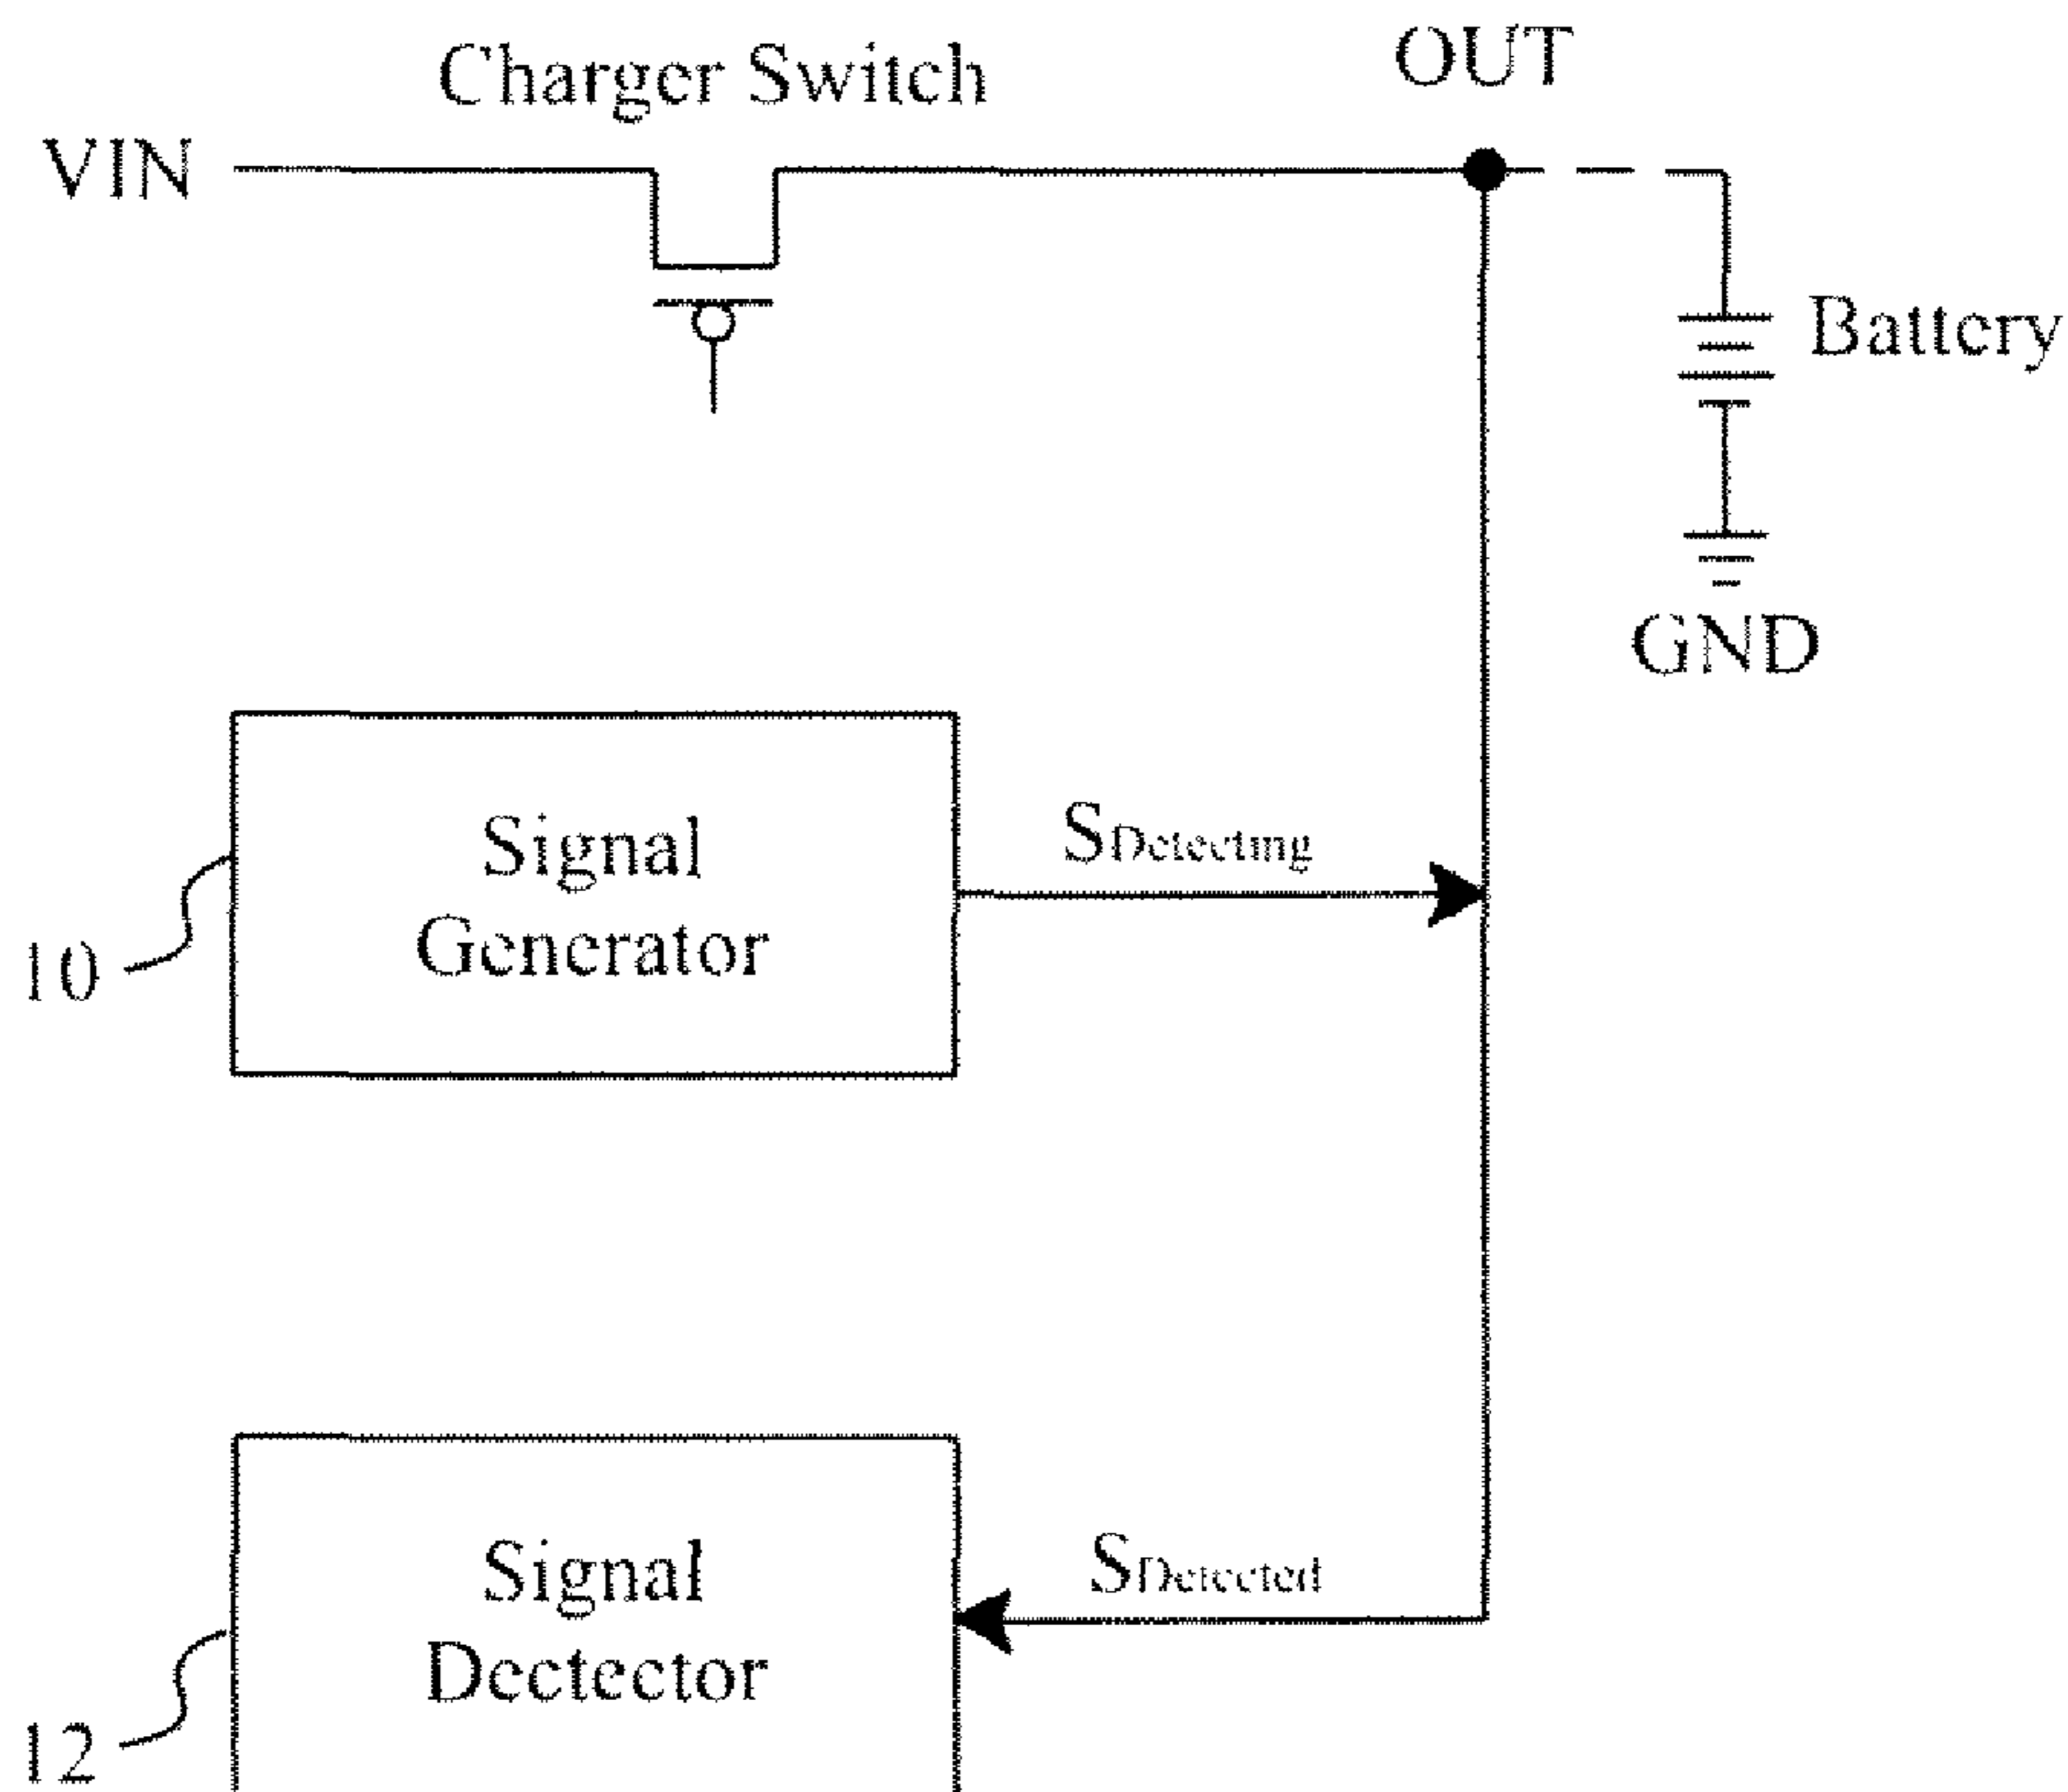 OUT
Charger Switch
VIN
Battery
GND
SDetecting
Signal
Generator
10
SDetected
Signal
Dectector
12